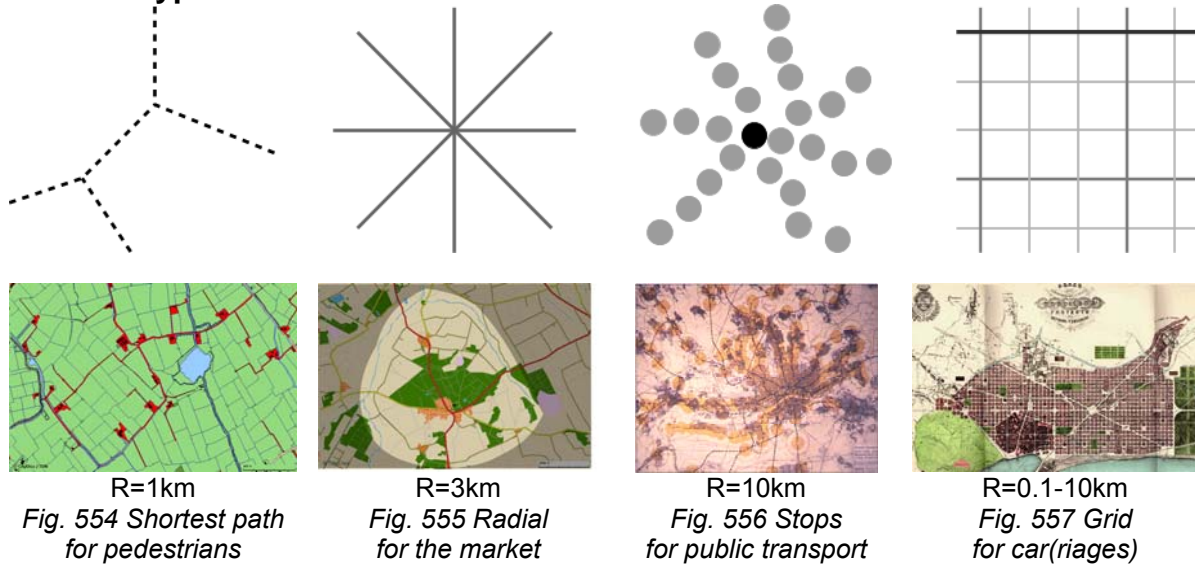 R=1km
Fig. 554 Shortest path
for pedestrians
R=3km
Fig. 555 Radial
for the market
R=10km
Fig. 556 Stops
for public transport
R=0.1-10km
Fig. 557 Grid
for car(riages)